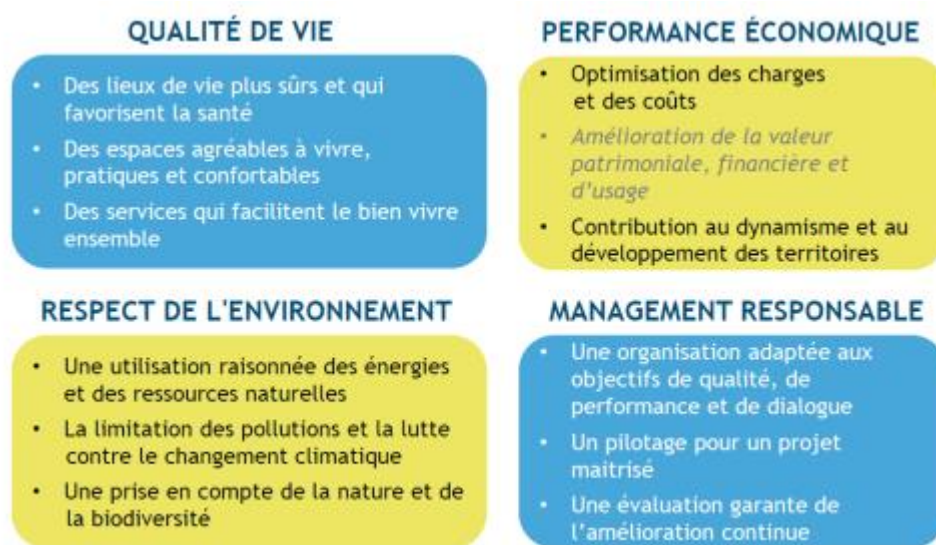 QUALITÉ DE VIE
• Des lieux de vie plus sûrs et qui
favorisent la santé
• Des espaces agréables à vivre,
pratiques et confortables
• Des services qui facilitent le bien vivre
ensemble
PERFORMANCE ÉCONOMIQUE
• Optimisation des charges
et des coûts
• Amélioration de la valeur
patrimoniale, financière et
d'usage
• Contribution au dynamisme et au
développement des territoires
RESPECT DE L'ENVIRONNEMENT
• Une utilisation raisonnée des énergies
et des ressources naturelles
• La limitation des pollutions et la lutte
contre le changement climatique
• Une prise en compte de la nature et de
la biodiversité
MANAGEMENT RESPONSABLE
• Une organisation adaptée aux
objectifs de qualité, de
performance et de dialogue
• Un pilotage pour un projet
maitrisé
• Une évaluation garante de
l'amélioration continue